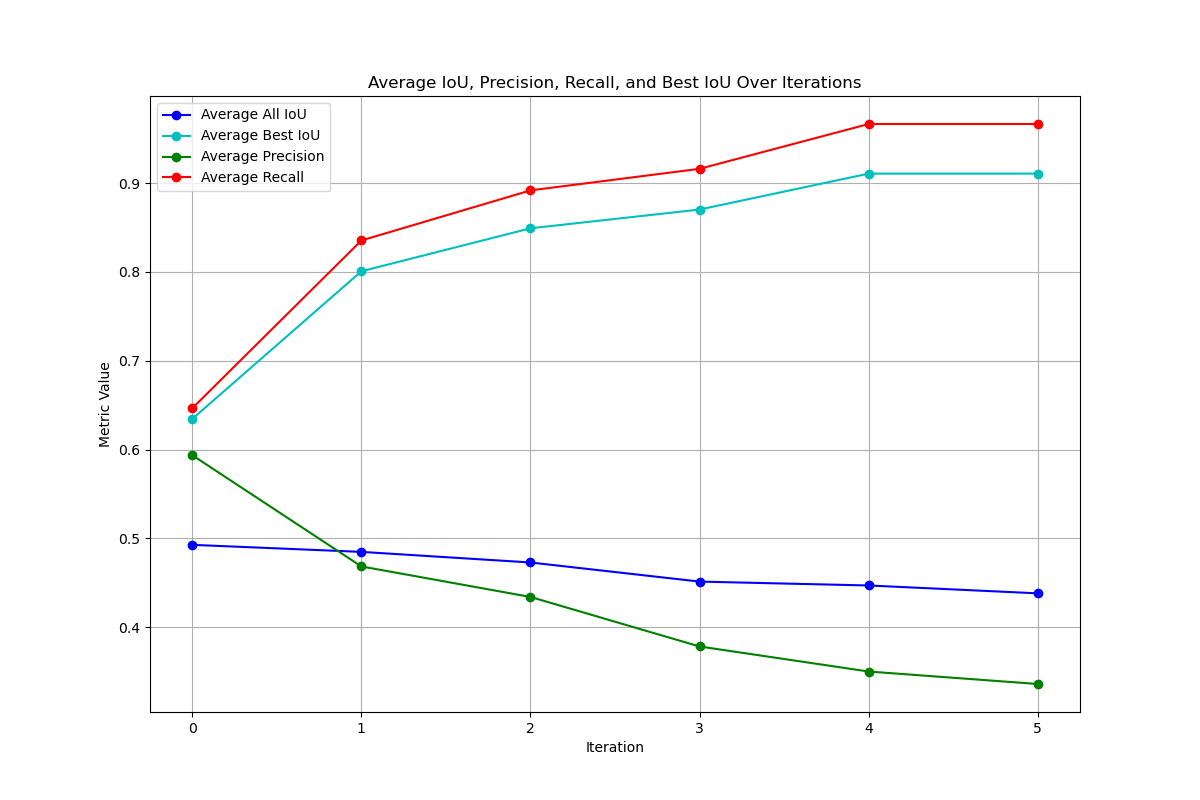 Average IoU, Precision, Recall, and Best IoU Over Iterations
Average All IoU
Average Best IoU
Average Precision
Average Recall
Metric Value
0.9
0.8
0.7
0.6
0.5
0.4
0 1 2 3 4 5
Iteration